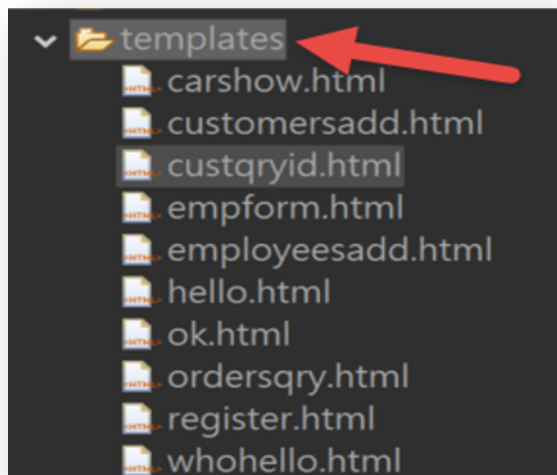 templates
carshow.html
customersadd.html
custqryid.html
empform.html
employeesadd.html
hello.html
ok.html
ordersqry.html
register.html
whohello.html